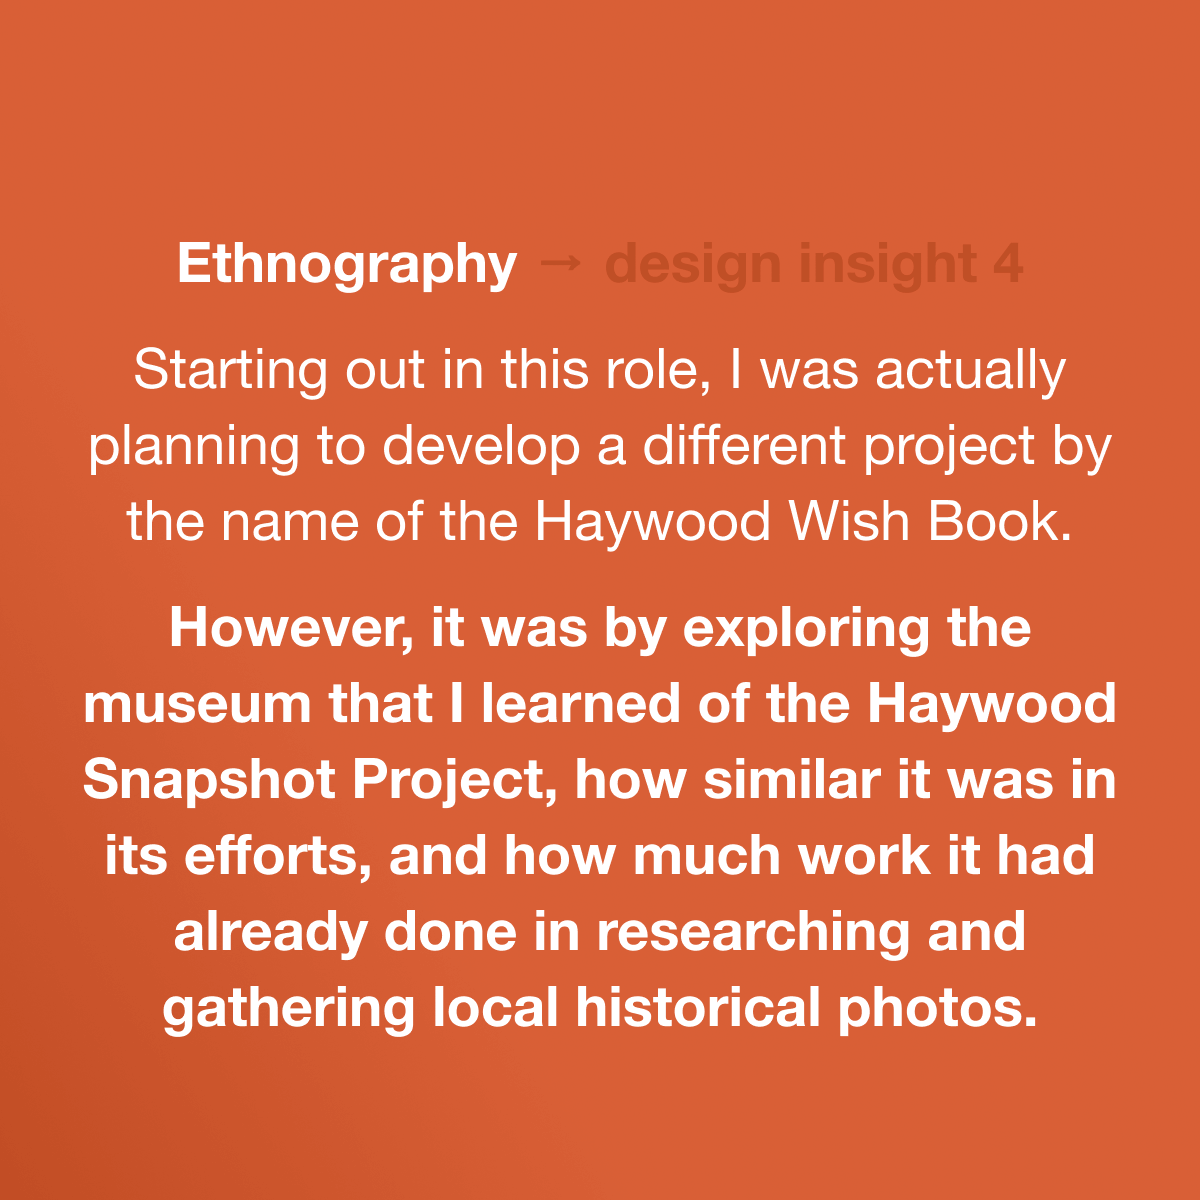 Ethnography → design insight 4
Starting out in this role, I was actually
planning to develop a different project by
the name of the Haywood Wish Book.
However, it was by exploring the
museum that I learned of the Haywood
Snapshot Project, how similar it was in
its efforts, and how much work it had
already done in researching and
gathering local historical photos.